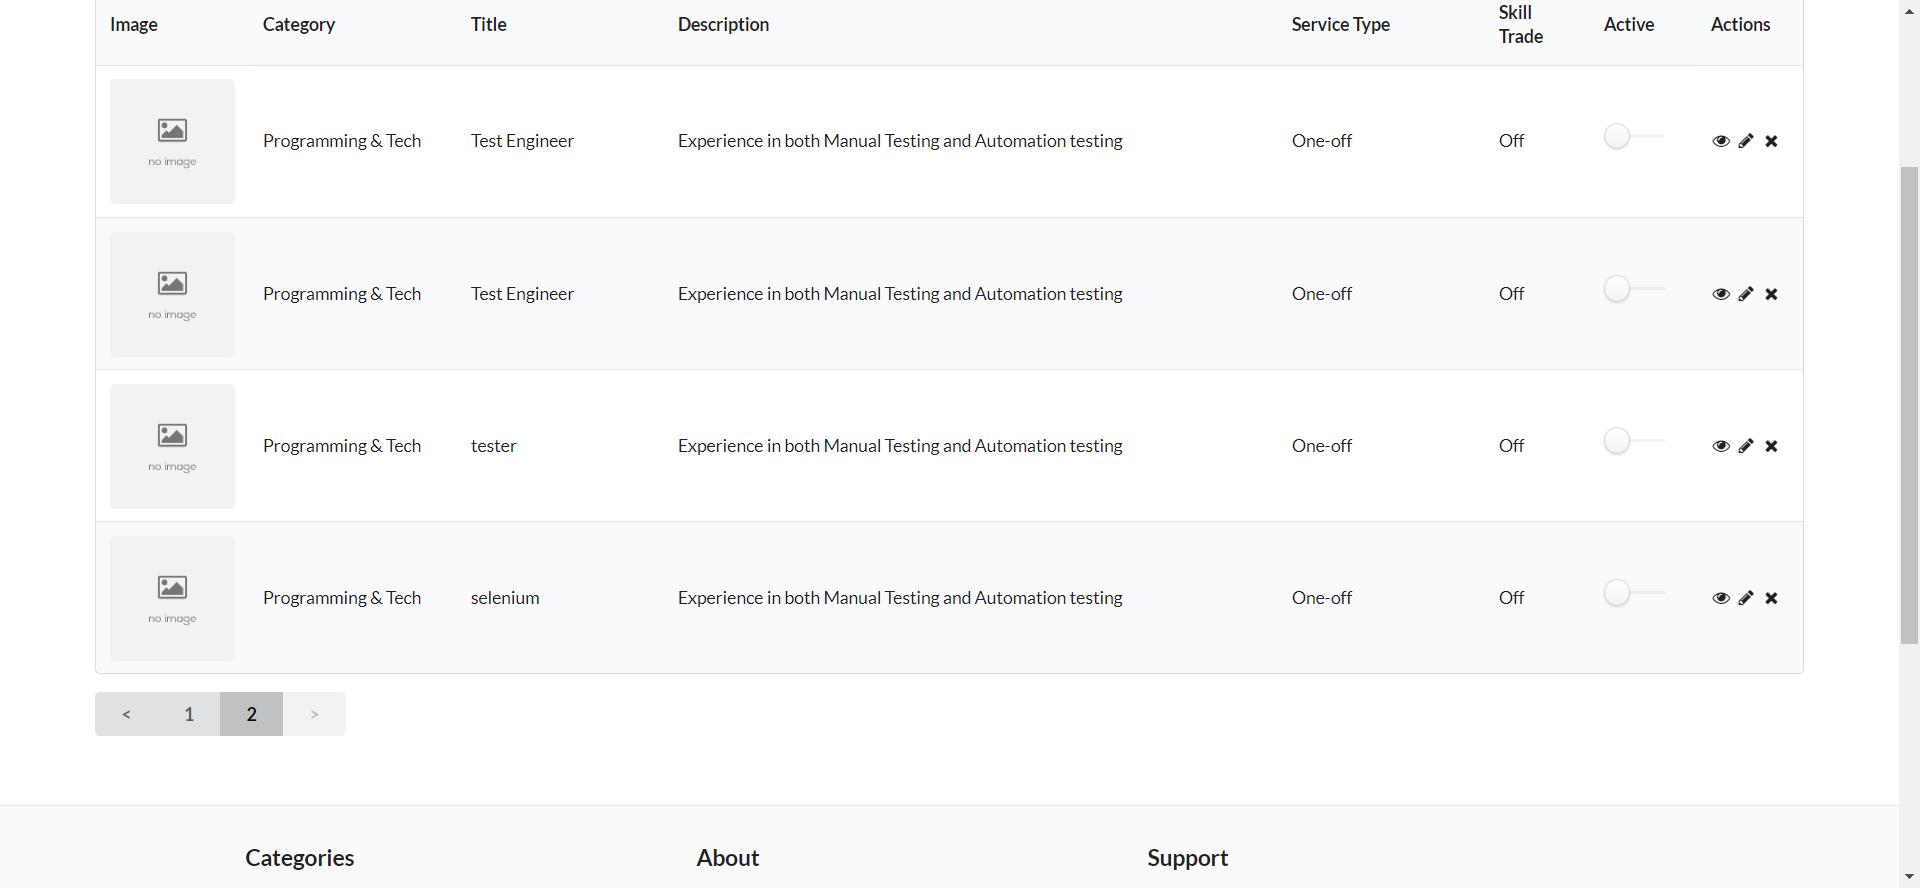 Image Category Title Description Service Type Skill Trade Active Actions
no image Programming & Tech Test Engineer Experience in both Manual Testing and Automation testing One-off Off
no image Programming & Tech Test Engineer Experience in both Manual Testing and Automation testing One-off Off
no image Programming & Tech tester Experience in both Manual Testing and Automation testing One-off Off
no image Programming & Tech selenium Experience in both Manual Testing and Automation testing One-off Off
< 1 2 >
Categories About Support